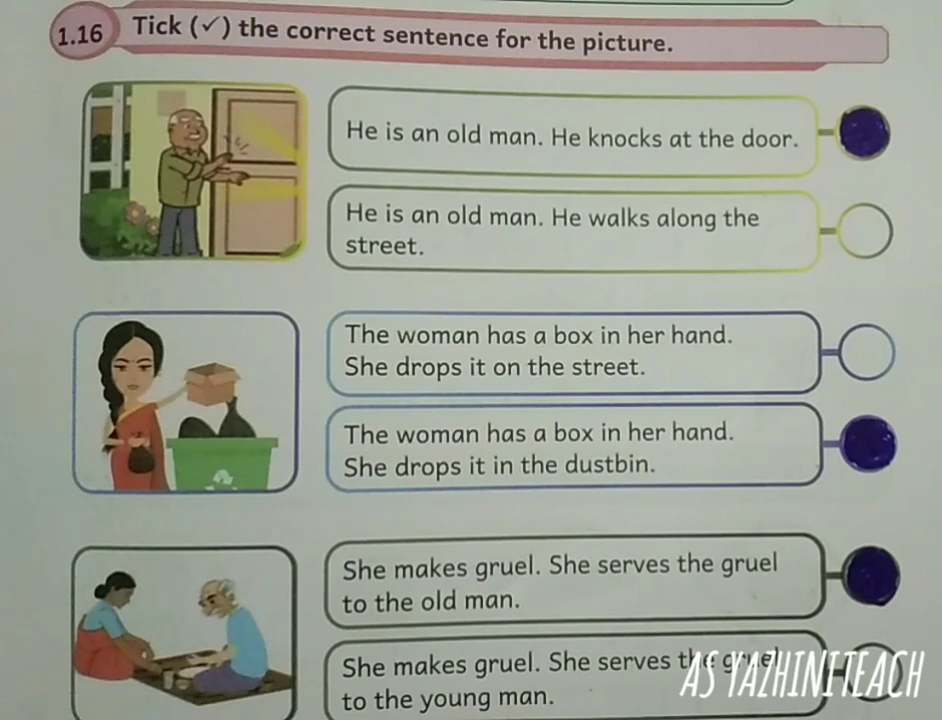 1.16 Tick (✓) the correct sentence for the picture.
He is an old man. He knocks at the door.
He is an old man. He walks along the
street.
The woman has a box in her hand.
She drops it on the street.
The woman has a box in her hand.
She drops it in the dustbin.
She makes gruel. She serves the gruel
to the old man.
She makes gruel. She serves the gruel
to the young man.
AS YAZHINI TEACH